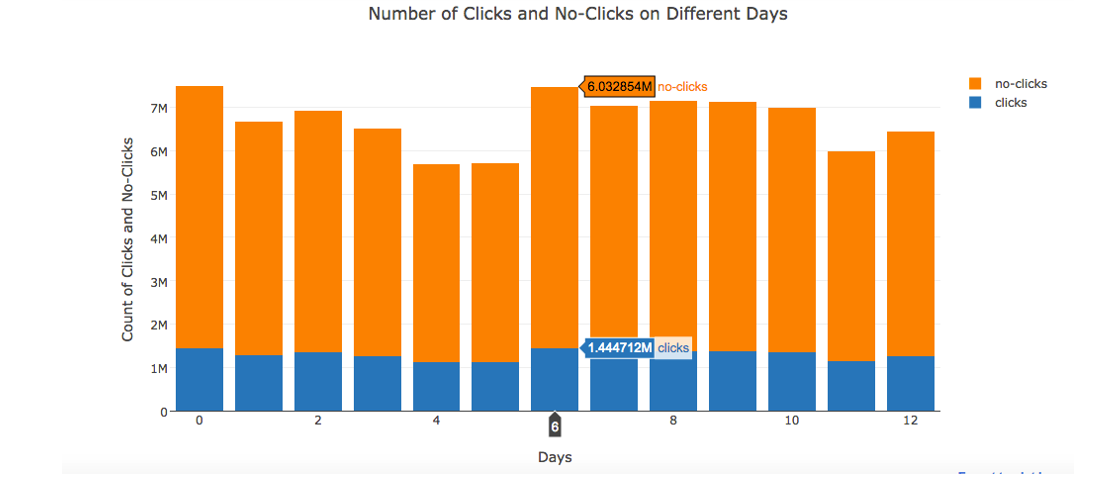 Number of Clicks and No-Clicks on Different Days
no-clicks
clicks
6.032854M no-clicks
1.444712M clicks
Count of Clicks and No-Clicks
7M
6M
5M
4M
3M
2M
1M
0
0 2 4 6 8 10 12
Days